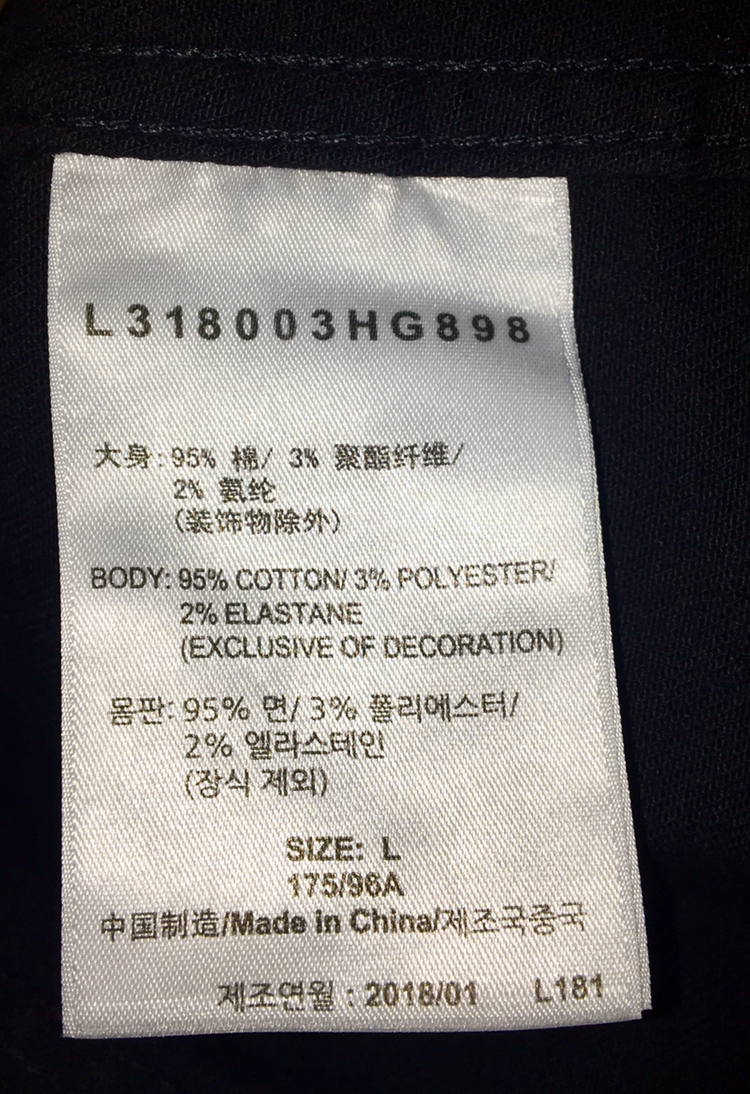 L318003HG898
大身: 95% 棉/ 3% 聚酯纤维/
2% 氨纶
(装饰物除外)
BODY: 95% COTTON/ 3% POLYESTER/
2% ELASTANE
(EXCLUSIVE OF DECORATION)
몸판: 95% 면/ 3% 폴리에스터/
2% 엘라스테인
(장식 제외)
SIZE: L
175/96A
中国制造/Made in China/제조국중국
제조연월 : 2018/01 L181